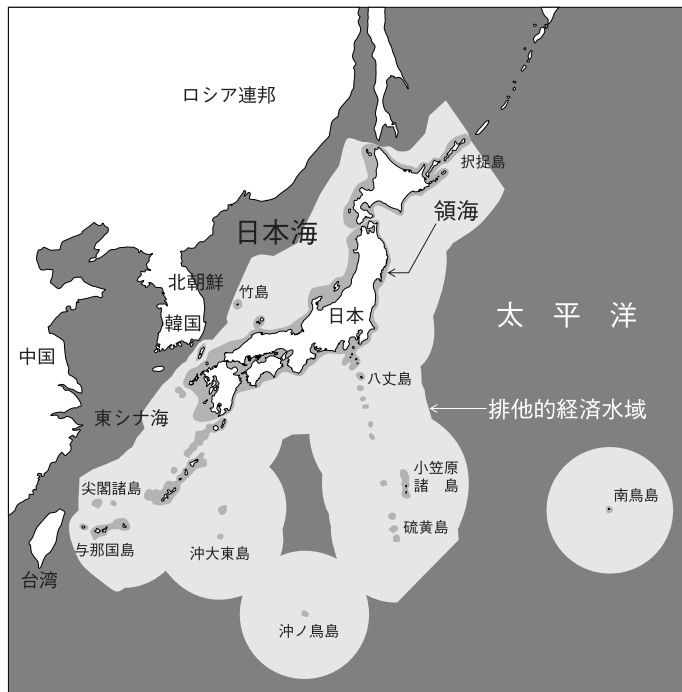 ロシア連邦
択捉島
領海
日本海
北朝鮮
竹島
韓国
日本
太平洋
中国
八丈島
東シナ海
排他的経済水域
小笠原
諸島
尖閣諸島
南鳥島
硫黄島
与那国島
沖大東島
台湾
沖ノ鳥島